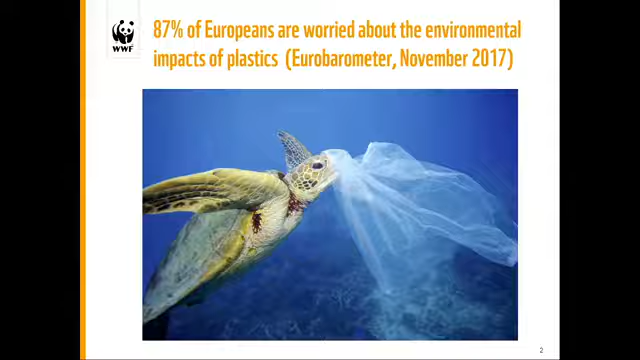 87% of Europeans are worried about the environmental
impacts of plastics (Eurobarometer, November 2017)
WWF
2